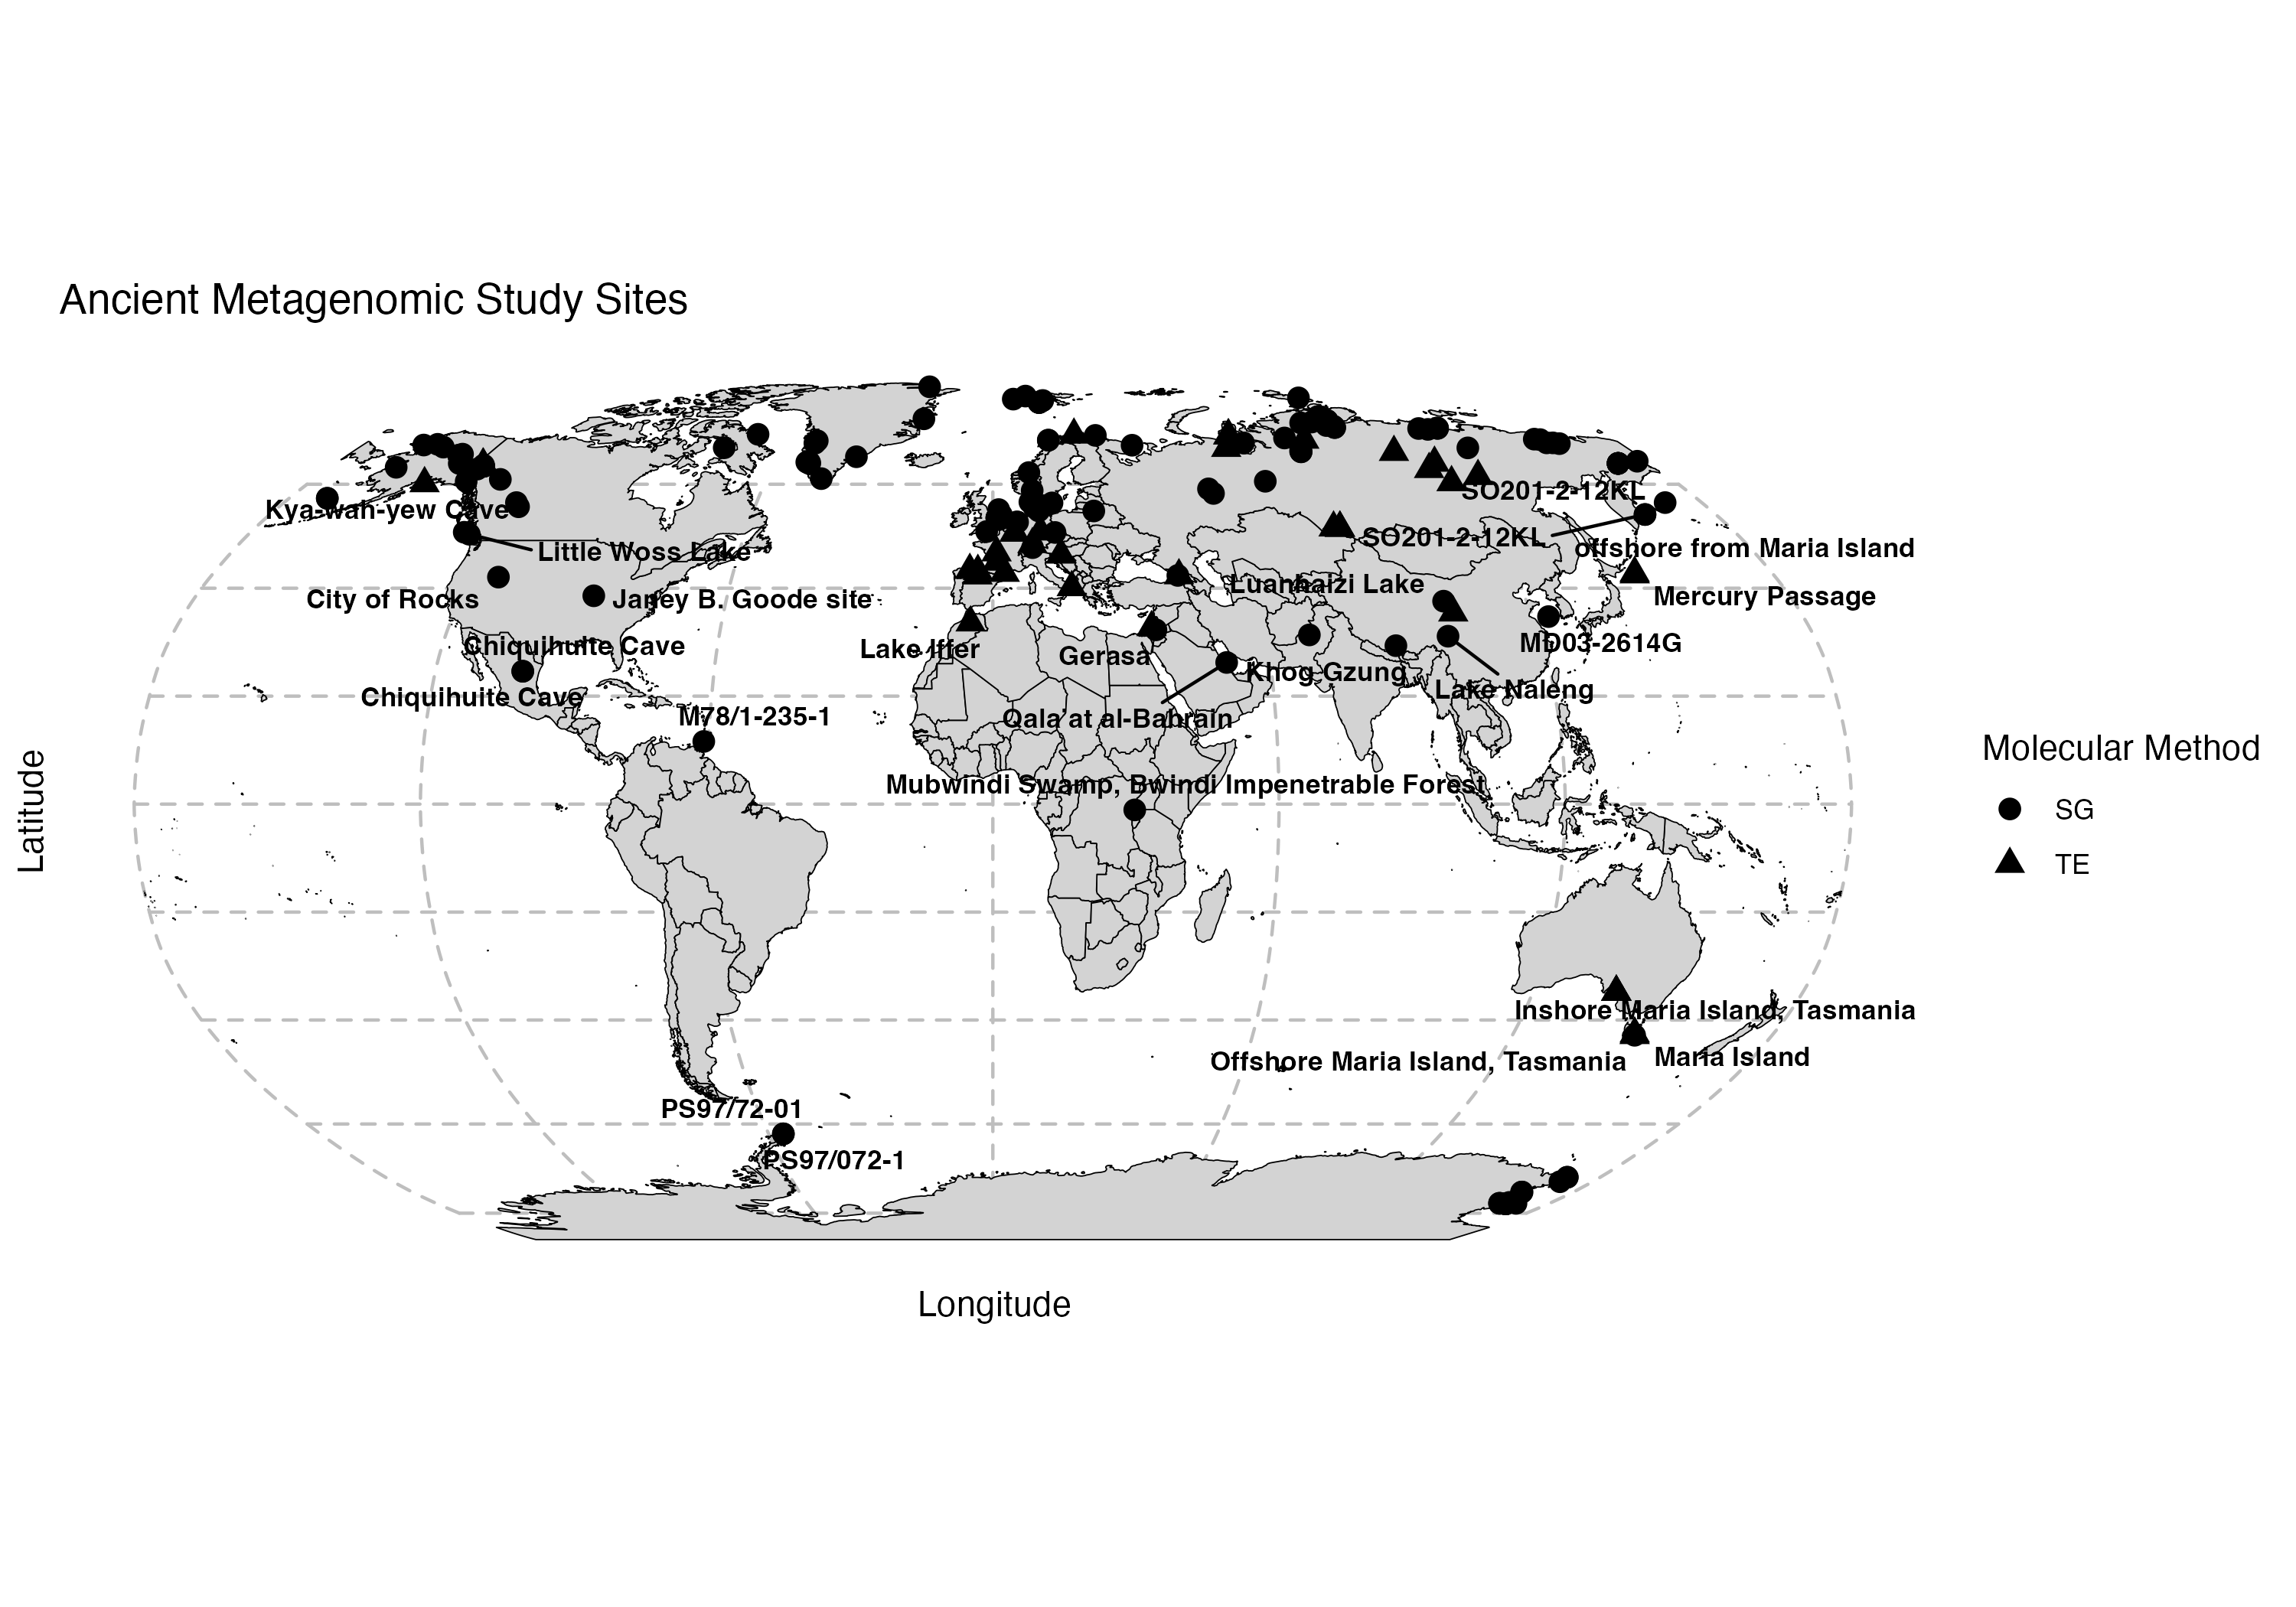 Ancient Metagenomic Study Sites
SO201-2-12KL
Kya-wah-yew Cave
SO201-2-12KL
offshore from Maria Island
Little Woss Lake
Luanhaizi Lake
Mercury Passage
City of Rocks
Janey B. Goode site
MD03-2614G
Chiquihuite Cave
Lake Iffer
Gerasa
Khog Gzung
Lake Naleng
Chiquihuite Cave
M78/1-235-1
Qala'at al-Bahrain
Mubwindi Swamp, Bwindi Impenetrable Forest
Latitude
Molecular Method
SG
TE
Inshore Maria Island, Tasmania
Maria Island
Offshore Maria Island, Tasmania
PS97/72-01
PS97/072-1
Longitude